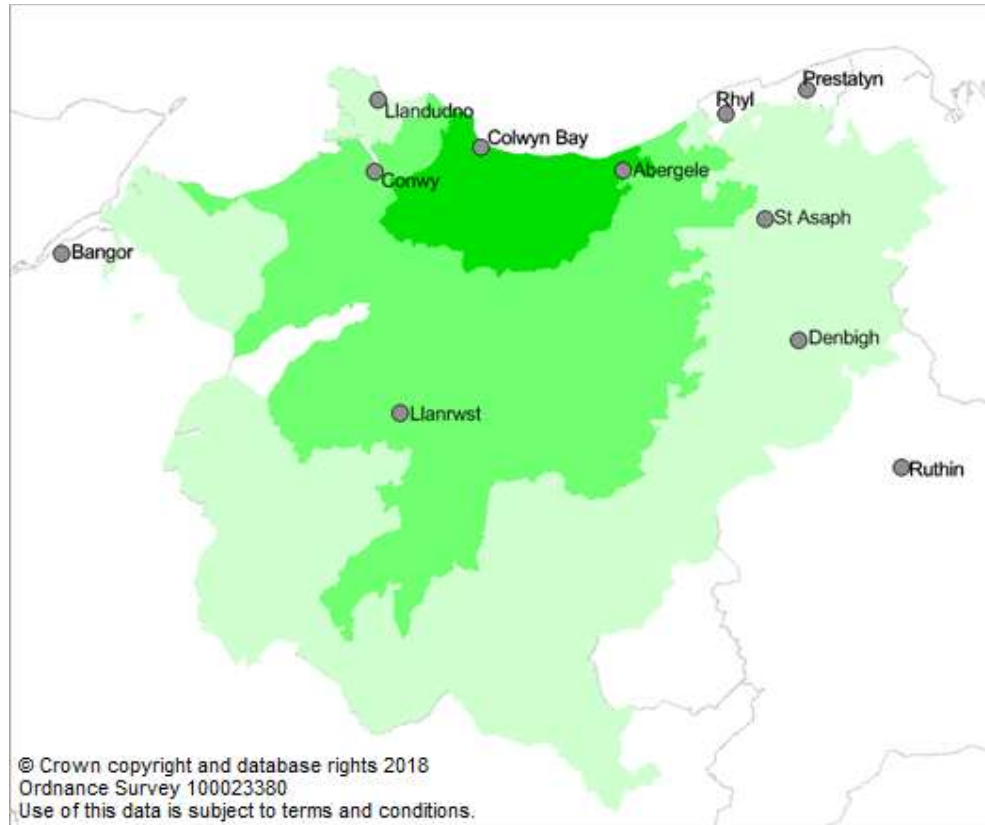 Prestatyn
Rhyl
Llandudno
Colwyn Bay
Conwy
Abergele
St Asaph
Bangor
Denbigh
Llanrwst
Ruthin
© Crown copyright and database rights 2018
Ordnance Survey 100023380
Use of this data is subject to terms and conditions.